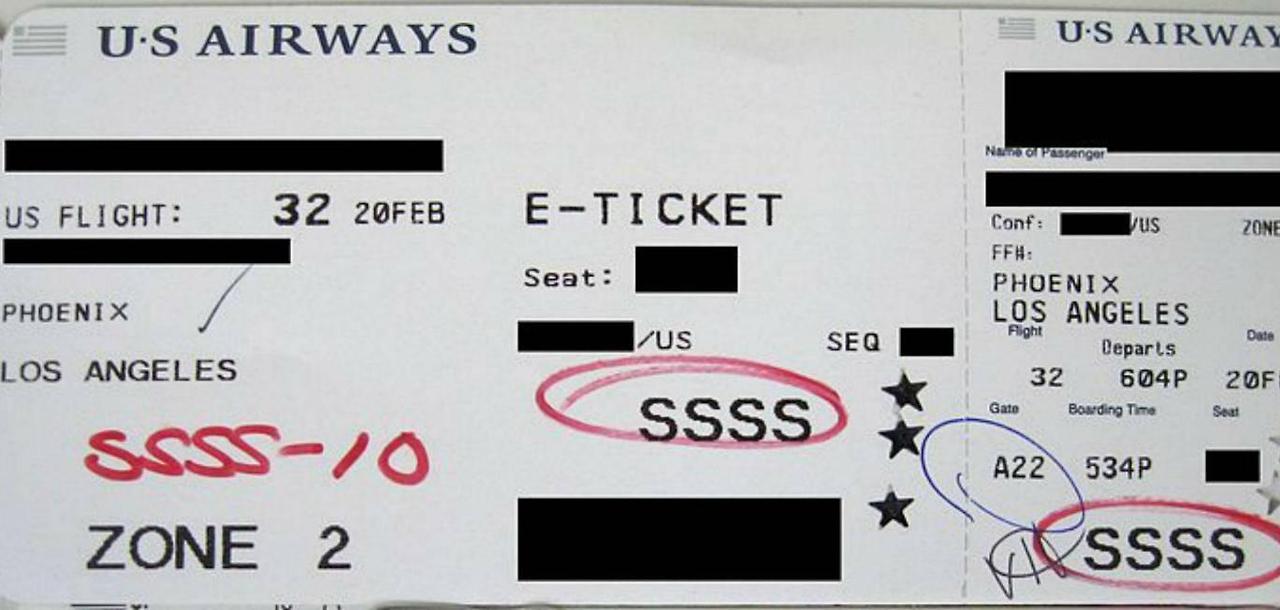 U·S AIRWAYS
US FLIGHT: 32 20FEB
PHOENIX
LOS ANGELES
SSSS-10
ZONE 2
E-TICKET
Seat:
/US SEQ
SSSS
U·S AIRWAY
Name of Passenger
Conf: /US ZONE
FF#:
PHOENIX
LOS ANGELES
Flight Departs Date
32 604P 20F
Gate Boarding Time Seat
A22 534P
SSSS